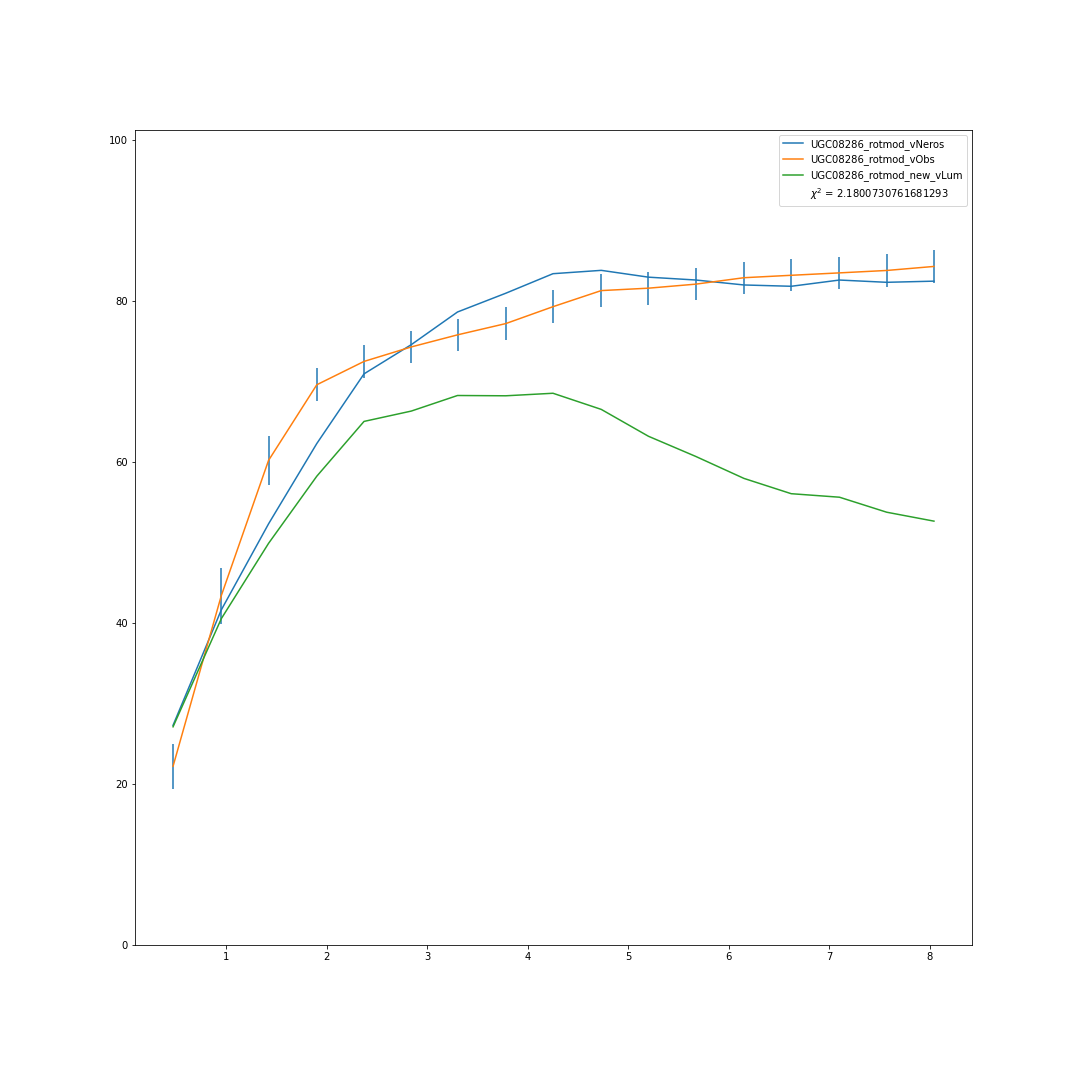 UGC08286_rotmod_vNeros
UGC08286_rotmod_vObs
UGC08286_rotmod_new_vLum
χ² = 2.1800730761681293
100
80
60
40
20
0
1 2 3 4 5 6 7 8